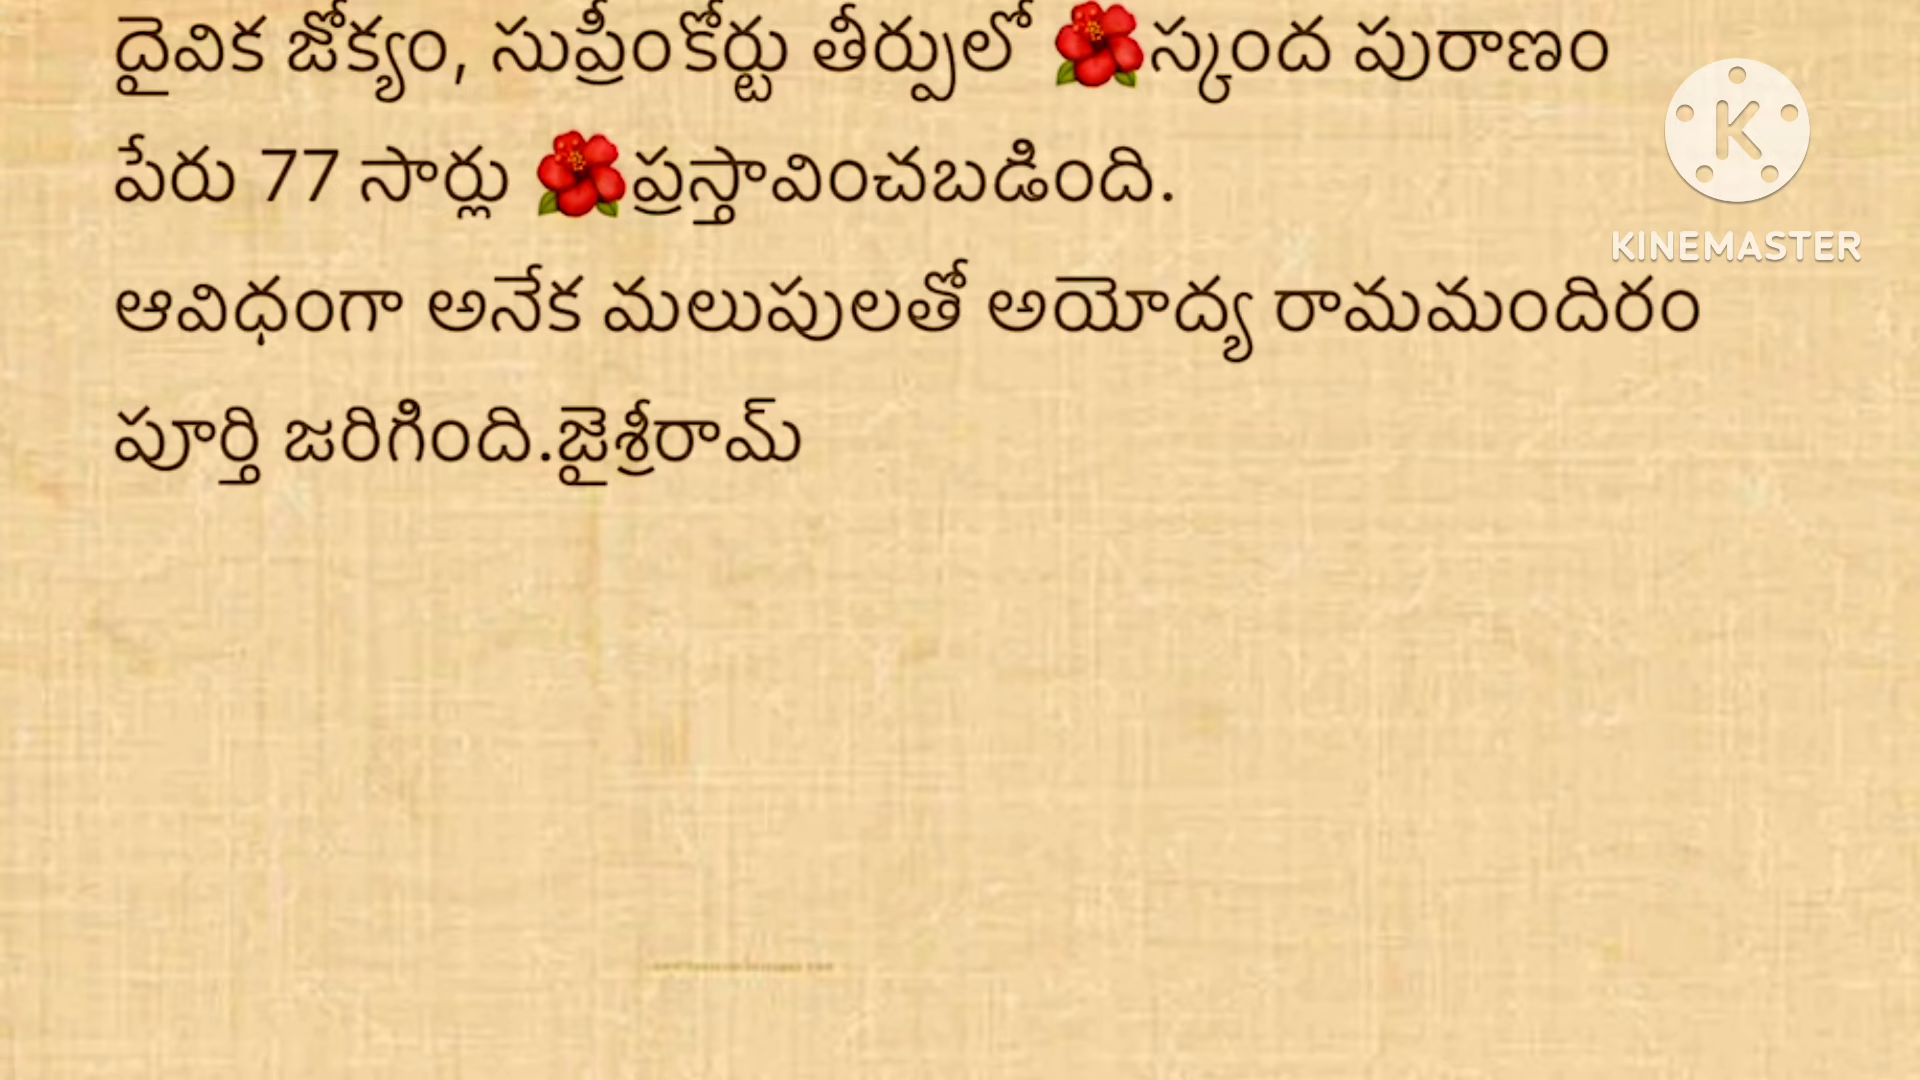 దైవిక జోక్యం, సుప్రీంకోర్టు తీర్పులో 🌺స్కంద పురాణం
పేరు 77 సార్లు 🌺ప్రస్తావించబడింది.
ఆవిధంగా అనేక మలుపులతో అయోద్య రామమందిరం
పూర్తి జరిగింది.జైశ్రీరామ్
K
KINEMASTER